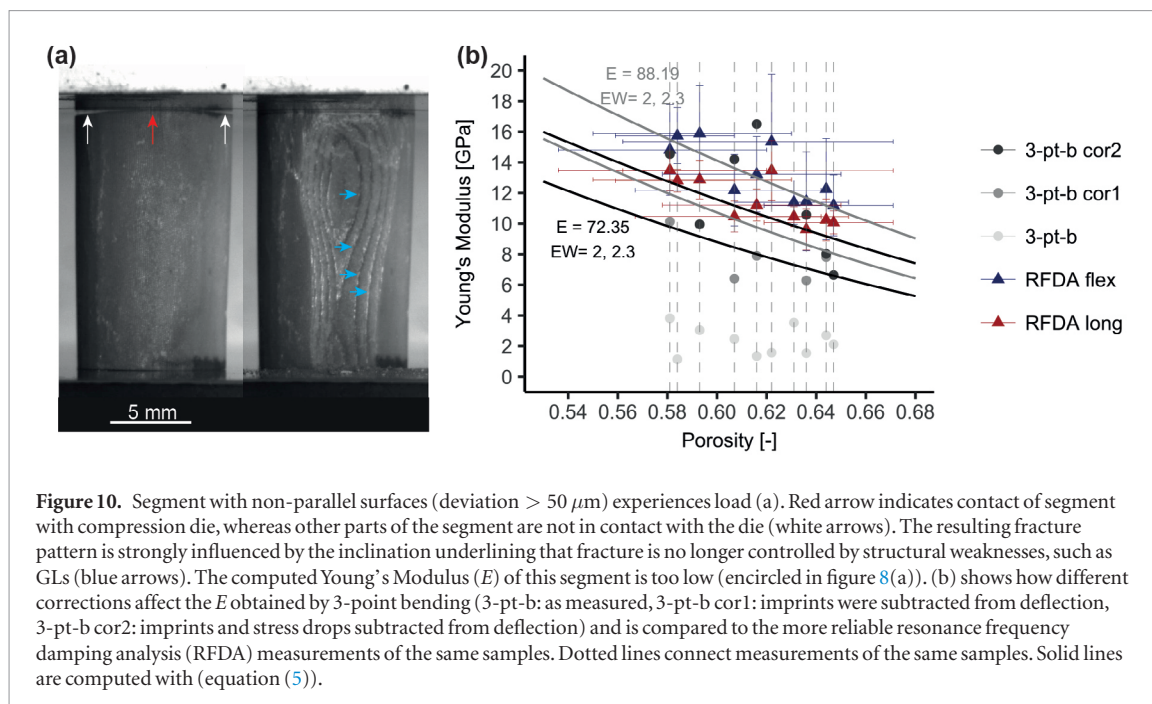 (a)
5 mm
(b)
Young's Modulus [GPa]
20
18
16
14
12
10
8
6
4
2
0
E = 88.19
EW= 2, 2.3
E = 72.35
EW= 2, 2.3
0.54 0.56 0.58 0.60 0.62 0.64 0.66 0.68
Porosity [-]
3-pt-b cor2
3-pt-b cor1
3-pt-b
RFDA flex
RFDA long
Figure 10. Segment with non-parallel surfaces (deviation > 50 μm) experiences load (a). Red arrow indicates contact of segment
with compression die, whereas other parts of the segment are not in contact with the die (white arrows). The resulting fracture
pattern is strongly influenced by the inclination underlining that fracture is no longer controlled by structural weaknesses, such as
GLs (blue arrows). The computed Young's Modulus (E) of this segment is too low (encircled in figure 8(a)). (b) shows how different
corrections affect the E obtained by 3-point bending (3-pt-b: as measured, 3-pt-b cor1: imprints were subtracted from deflection,
3-pt-b cor2: imprints and stress drops subtracted from deflection) and is compared to the more reliable resonance frequency
damping analysis (RFDA) measurements of the same samples. Dotted lines connect measurements of the same samples. Solid lines
are computed with (equation (5)).